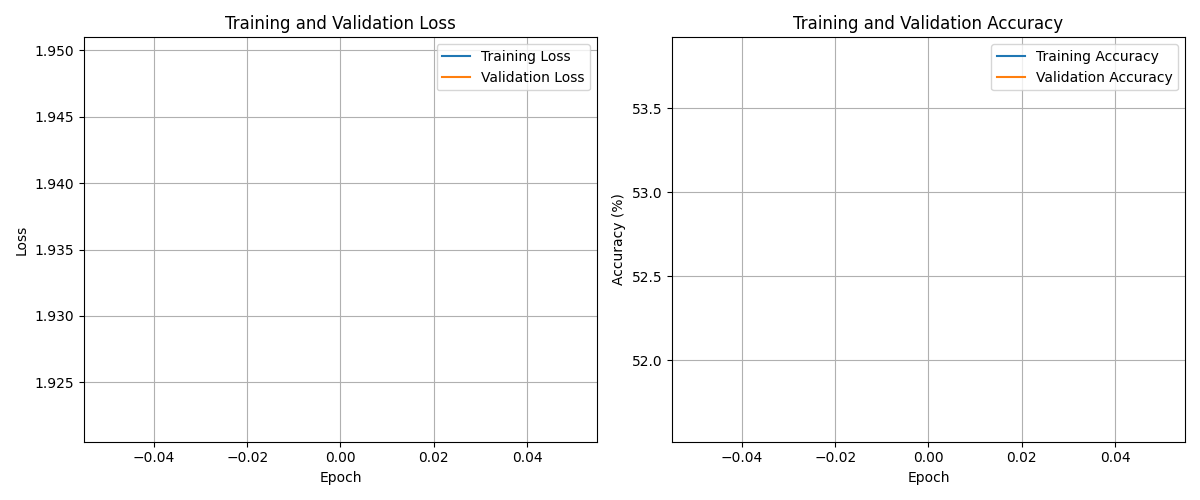 Training and Validation Loss
Training Loss
Validation Loss
1.950
1.945
1.940
1.935
1.930
1.925
Loss
−0.04 −0.02 0.00 0.02 0.04
Epoch
Training and Validation Accuracy
Training Accuracy
Validation Accuracy
53.5
53.0
52.5
52.0
Accuracy (%)
−0.04 −0.02 0.00 0.02 0.04
Epoch